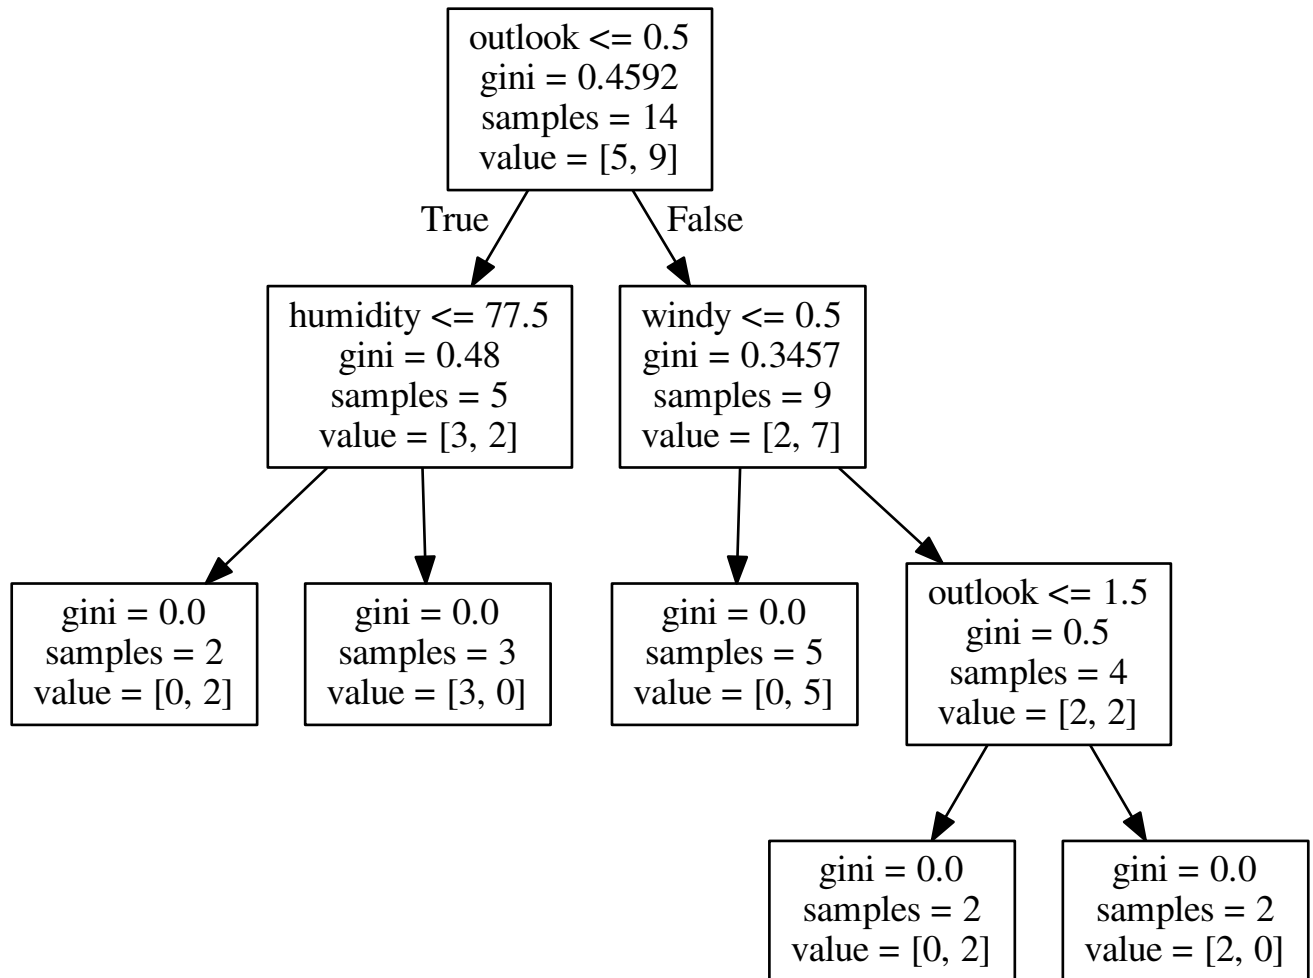 outlook <= 0.5
gini = 0.4592
samples = 14
value = [5, 9]
True
False
humidity <= 77.5
gini = 0.48
samples = 5
value = [3, 2]
windy <= 0.5
gini = 0.3457
samples = 9
value = [2, 7]
gini = 0.0
samples = 2
value = [0, 2]
gini = 0.0
samples = 3
value = [3, 0]
gini = 0.0
samples = 5
value = [0, 5]
outlook <= 1.5
gini = 0.5
samples = 4
value = [2, 2]
gini = 0.0
samples = 2
value = [0, 2]
gini = 0.0
samples = 2
value = [2, 0]